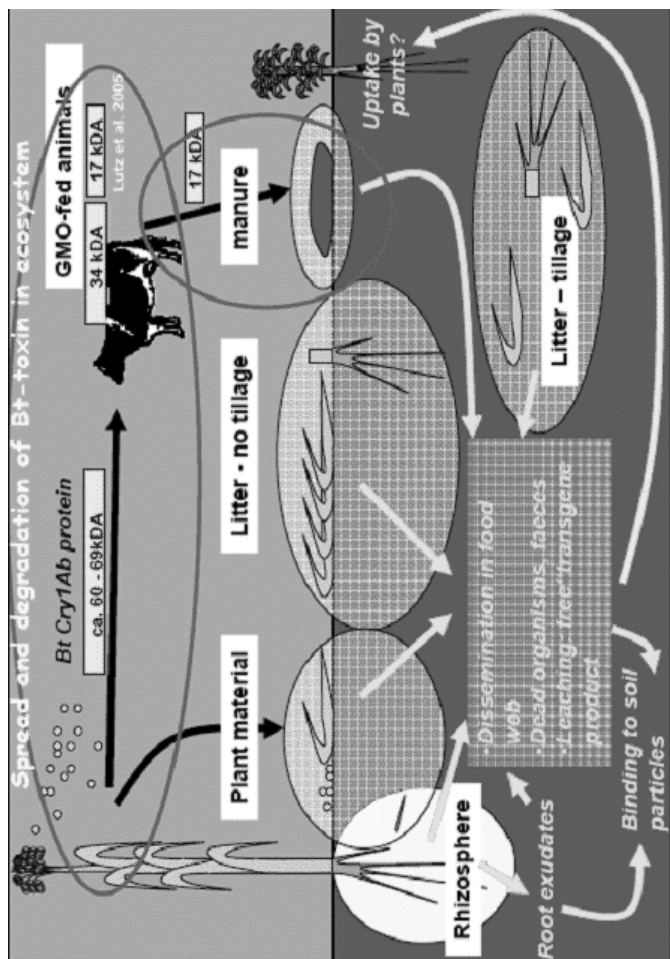 Spread and degradation of Bt-toxin in ecosystem
Bt Cry1Ab protein
ca. 60 - 69kDA
GMO-fed animals
34 kDA
17 kDA
Lutz et al. 2005
17 kDA
Plant material
Litter - no tillage
manure
Uptake by
plants?
Rhizosphere
Litter – tillage
·Dissemination in food
web
·Dead organisms, faeces
·Leaching-free“transgene
product
Root exudates
Binding to soil
particles